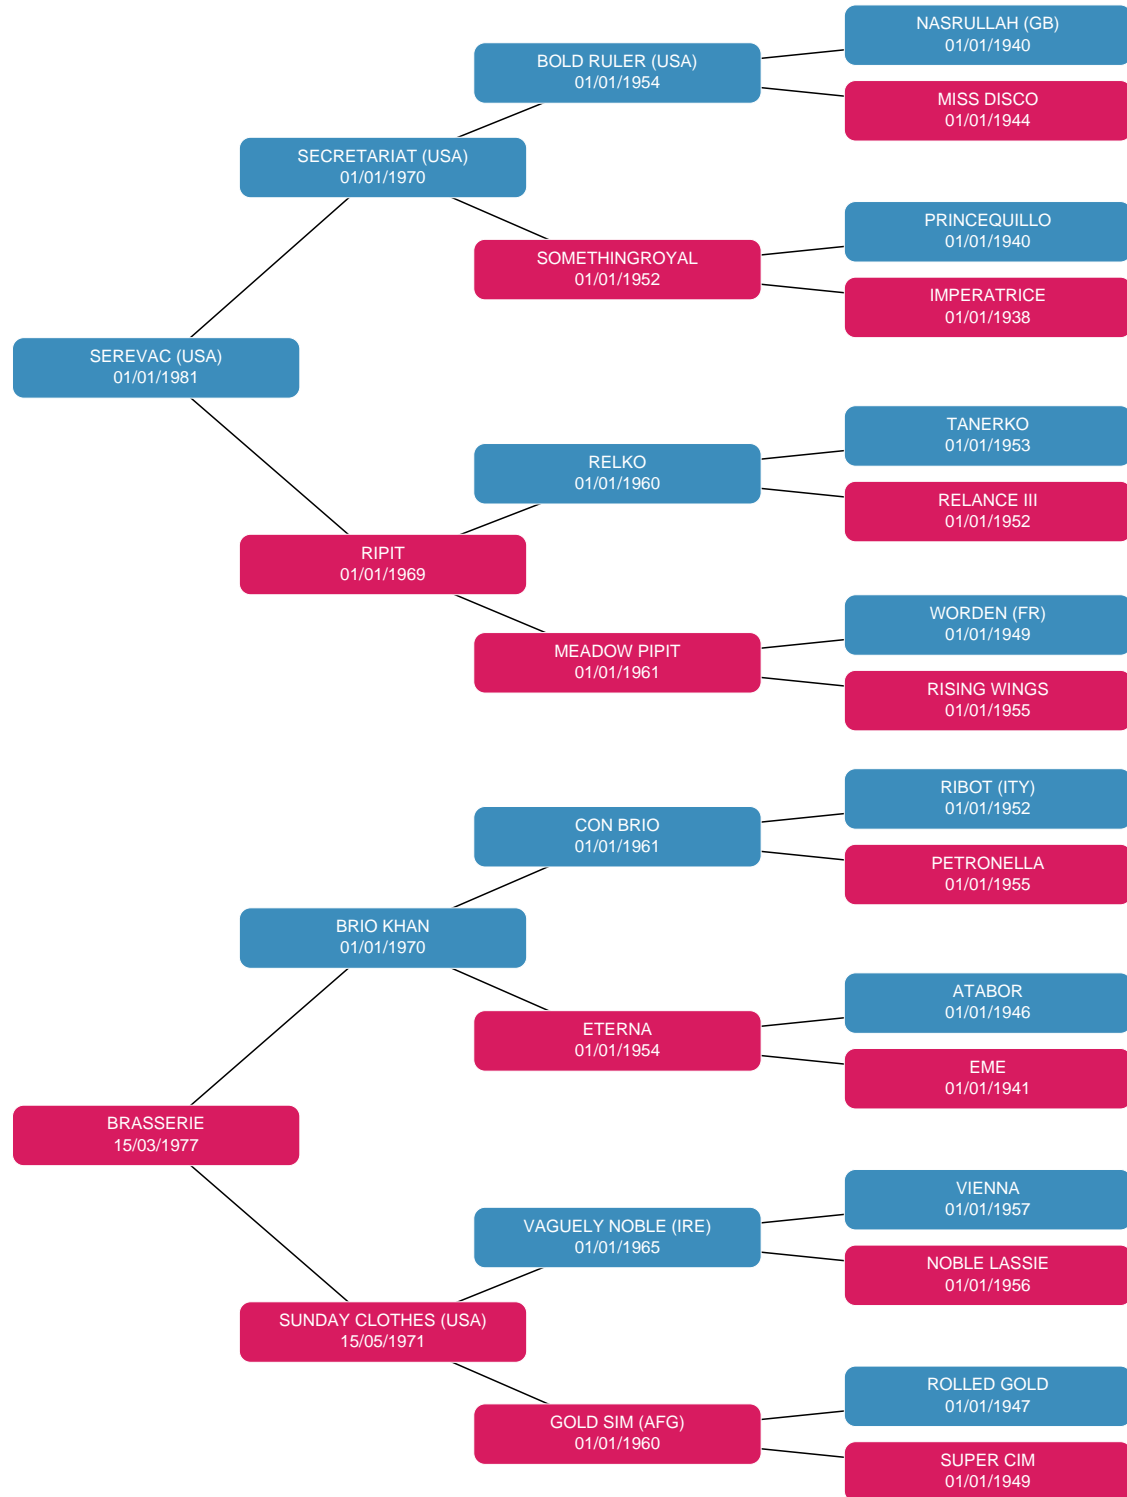 NASRULLAH (GB)
01/01/1940
BOLD RULER (USA)
01/01/1954
MISS DISCO
01/01/1944
SECRETARIAT (USA)
01/01/1970
PRINCEQUILLO
01/01/1940
SOMETHINGROYAL
01/01/1952
IMPERATRICE
01/01/1938
SEREVAC (USA)
01/01/1981
TANERKO
01/01/1953
RELKO
01/01/1960
RELANCE III
01/01/1952
RIPIT
01/01/1969
WORDEN (FR)
01/01/1949
MEADOW PIPIT
01/01/1961
RISING WINGS
01/01/1955
RIBOT (ITY)
01/01/1952
CON BRIO
01/01/1961
PETRONELLA
01/01/1955
BRIO KHAN
01/01/1970
ATABOR
01/01/1946
ETERNA
01/01/1954
EME
01/01/1941
BRASSERIE
15/03/1977
VIENNA
01/01/1957
VAGUELY NOBLE (IRE)
01/01/1965
NOBLE LASSIE
01/01/1956
SUNDAY CLOTHES (USA)
15/05/1971
ROLLED GOLD
01/01/1947
GOLD SIM (AFG)
01/01/1960
SUPER CIM
01/01/1949